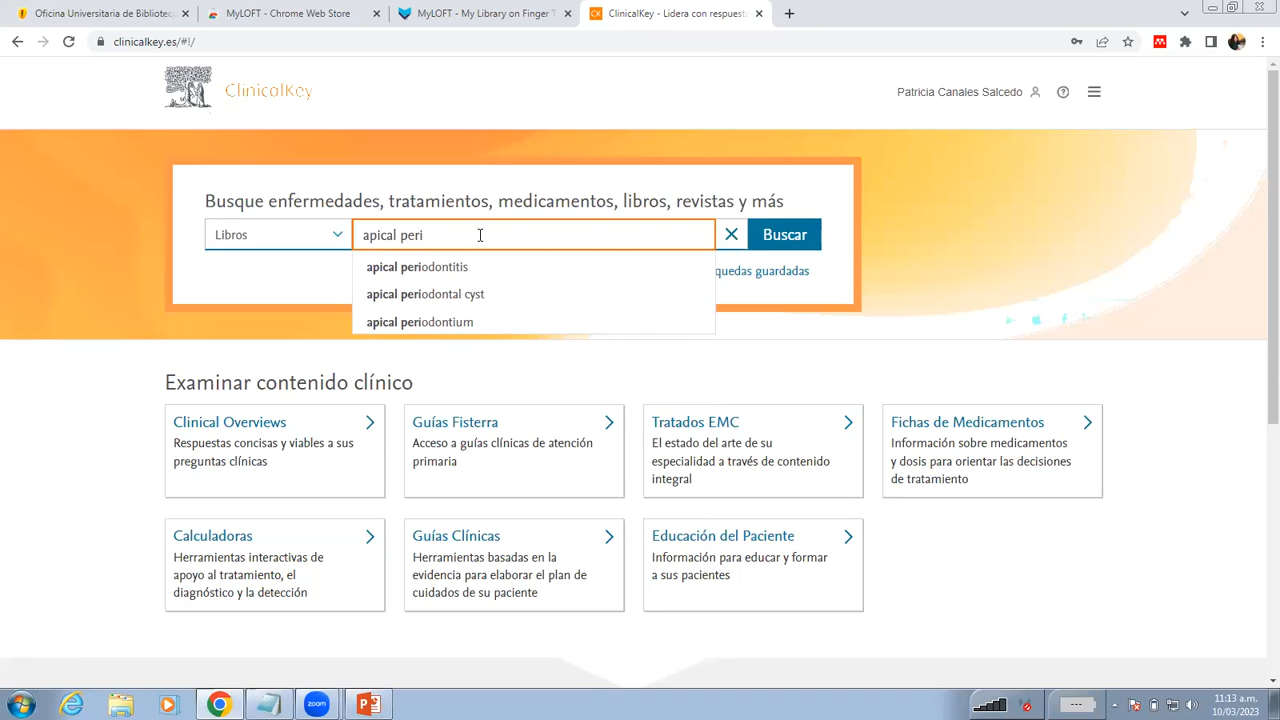 Oficina Universitaria de Biblioteca
MyLOFT - Chrome Web Store
MyLOFT - My Library on Finger T
ClinicalKey - Lidera con respuest
clinicalkey.es/#!/
ClinicalKey
Patricia Canales Salcedo
Busque enfermedades, tratamientos, medicamentos, libros, revistas y más
Libros
apical peri
Buscar
apical periodontitis
quedas guardadas
apical periodontal cyst
apical periodontium
Examinar contenido clínico
Clinical Overviews
Respuestas concisas y viables a sus
preguntas clínicas
Guías Fisterra
Acceso a guías clínicas de atención
primaria
Tratados EMC
El estado del arte de su
especialidad a través de contenido
integral
Fichas de Medicamentos
Información sobre medicamentos
y dosis para orientar las decisiones
de tratamiento
Calculadoras
Herramientas interactivas de
apoyo al tratamiento, el
diagnóstico y la detección
Guías Clínicas
Herramientas basadas en la
evidencia para elaborar el plan de
cuidados de su paciente
Educación del Paciente
Información para educar y formar
a sus pacientes
zoom
11:13 a.m.
10/03/2023